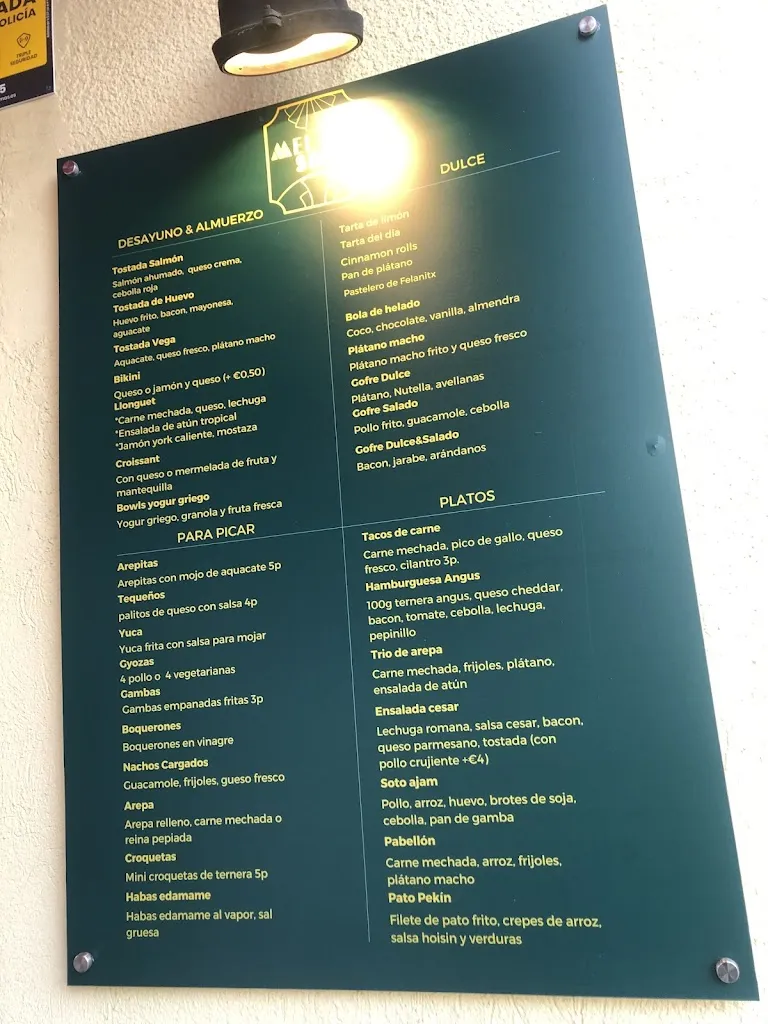 ADA
OLICÍA
TRIPLE
SEGURIDAD
5
DESAYUNO & ALMUERZO
Tostada Salmón
Salmón ahumado, queso crema,
cebolla roja
Tostada de Huevo
Huevo frito, bacon, mayonesa,
aguacate
Tostada Vega
Aquacate, queso fresco, plátano macho
Bikini
Queso o jamón y queso (+ €0,50)
Llonguet
*Carne mechada, queso, lechuga
*Ensalada de atún tropical
*Jamón york caliente, mostaza
Croissant
Con queso o mermelada de fruta y
mantequilla
Bowls yogur griego
Yogur griego, granola y fruta fresca
DULCE
Tarta de limón
Tarta del dia
Cinnamon rolls
Pan de plátano
Pastelero de Felanitx
Bola de helado
Coco, chocolate, vanilla, almendra
Plátano macho
Plátano macho frito y queso fresco
Gofre Dulce
Plátano, Nutella, avellanas
Gofre Salado
Pollo frito, guacamole, cebolla
Gofre Dulce&Salado
Bacon, jarabe, arándanos
PARA PICAR
Arepitas
Arepitas con mojo de aquacate 5p
Tequeños
palitos de queso con salsa 4p
Yuca
Yuca frita con salsa para mojar
Gyozas
4 pollo o 4 vegetarianas
Gambas
Gambas empanadas fritas 3p
Boquerones
Boquerones en vinagre
Nachos Cargados
Guacamole, frijoles, gueso fresco
Arepa
Arepa relleno, carne mechada o
reina pepiada
Croquetas
Mini croquetas de ternera 5p
Habas edamame
Habas edamame al vapor, sal
gruesa
PLATOS
Tacos de carne
Carne mechada, pico de gallo, queso
fresco, cilantro 3p.
Hamburguesa Angus
100g ternera angus, queso cheddar,
bacon, tomate, cebolla, lechuga,
pepinillo
Trio de arepa
Carne mechada, frijoles, plátano,
ensalada de atún
Ensalada cesar
Lechuga romana, salsa cesar, bacon,
queso parmesano, tostada (con
pollo crujiente +€4)
Soto ajam
Pollo, arroz, huevo, brotes de soja,
cebolla, pan de gamba
Pabellón
Carne mechada, arroz, frijoles,
plátano macho
Pato Pekín
Filete de pato frito, crepes de arroz,
salsa hoisin y verduras